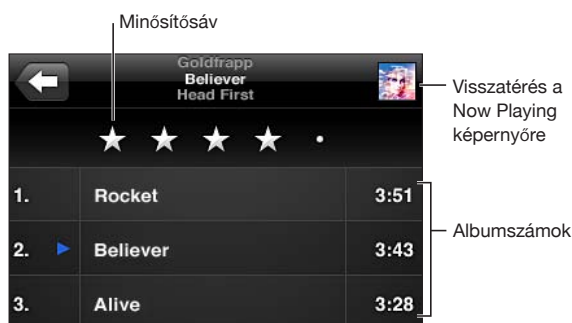 Minősítősáv
Goldfrapp
Believer
Head First
Visszatérés a
Now Playing
képernyőre
1. Rocket 3:51
2. Believer 3:43
3. Alive 3:28
Albumszámok